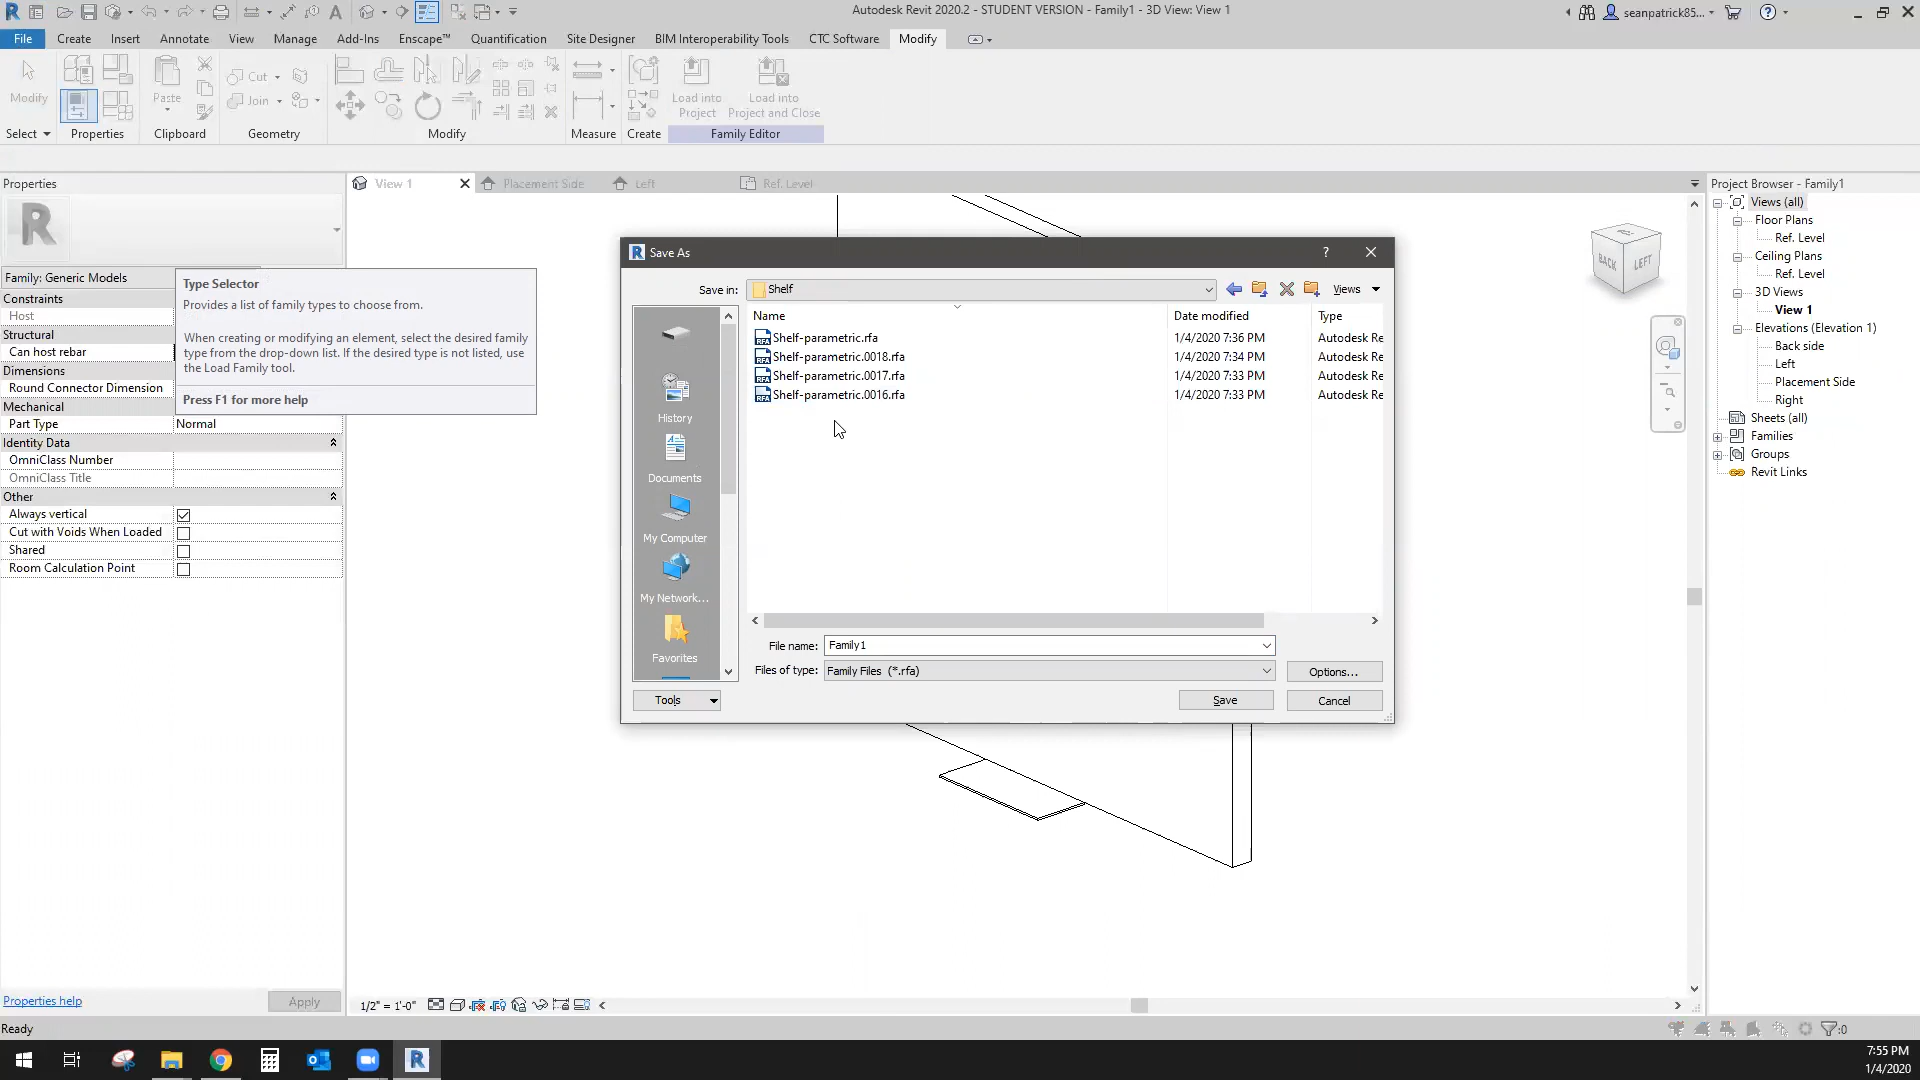 Autodesk Revit 2020.2 - STUDENT VERSION - Family1 - 3D View: View 1
seanpatrick85...
File
Create
Insert
Annotate
View
Manage
Add-Ins
Enscape™
Quantification
Site Designer
BIM Interoperability Tools
CTC Software
Modify
Modify
Paste
Cut
Join
Load into
Project
Load into
Project and Close
Select
Properties
Clipboard
Geometry
Modify
Measure
Create
Family Editor
Properties
View 1
Placement Side
Left
Ref. Level
Project Browser - Family1
R
Family: Generic Models
Constraints
Host
Structural
Can host rebar
Dimensions
Round Connector Dimension
Mechanical
Part Type
Normal
Identity Data
OmniClass Number
OmniClass Title
Other
Always vertical
Cut with Voids When Loaded
Shared
Room Calculation Point
Properties help
Apply
Type Selector
Provides a list of family types to choose from.
When creating or modifying an element, select the desired family
type from the drop-down list. If the desired type is not listed, use
the Load Family tool.
Press F1 for more help
Save As
Save in:
Shelf
Views
Name
Date modified
Type
Shelf-parametric.rfa
1/4/2020 7:36 PM
Autodesk Re
Shelf-parametric.0018.rfa
1/4/2020 7:34 PM
Autodesk Re
Shelf-parametric.0017.rfa
1/4/2020 7:33 PM
Autodesk Re
Shelf-parametric.0016.rfa
1/4/2020 7:33 PM
Autodesk Re
History
Documents
My Computer
My Network...
Favorites
File name:
Family1
Files of type:
Family Files (*.rfa)
Options...
Tools
Save
Cancel
BACK
LEFT
Views (all)
Floor Plans
Ref. Level
Ceiling Plans
Ref. Level
3D Views
View 1
Elevations (Elevation 1)
Back side
Left
Placement Side
Right
Sheets (all)
Families
Groups
Revit Links
1/2" = 1'-0"
Ready
:0
7:55 PM
1/4/2020